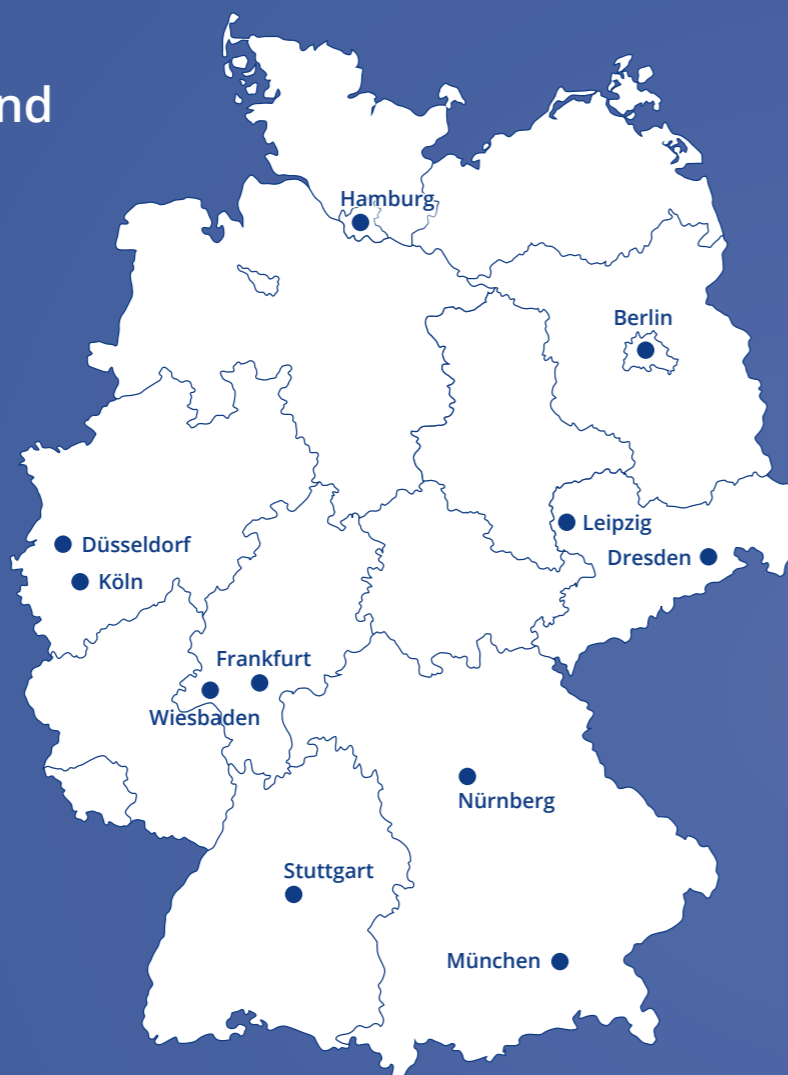 nd
Hamburg
Berlin
Leipzig
Düsseldorf
Dresden
Köln
Frankfurt
Wiesbaden
Nürnberg
Stuttgart
München